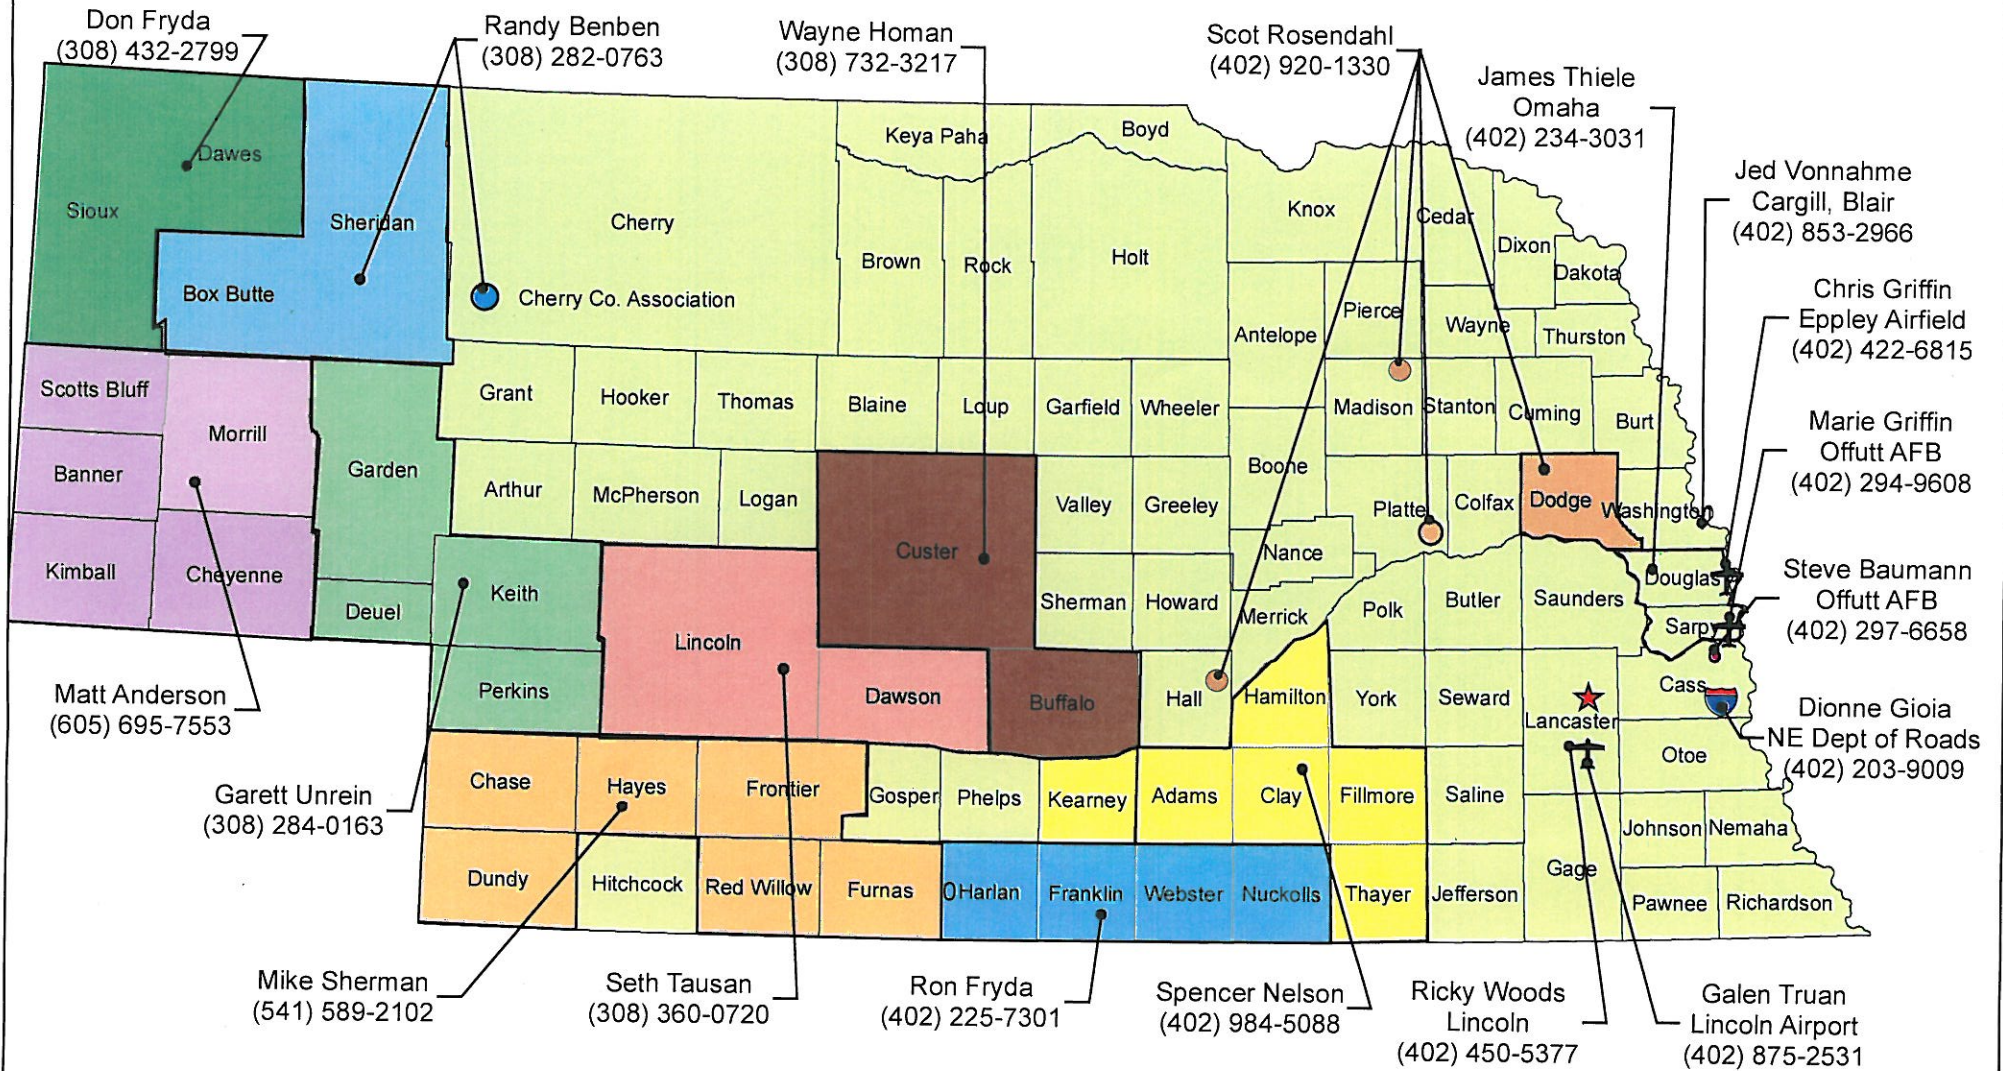 Don Fryda
(308) 432-2799
Randy Benben
(308) 282-0763
Wayne Homan
(308) 732-3217
Scot Rosendahl
(402) 920-1330
James Thiele
Omaha
(402) 234-3031
Jed Vonnahme
Cargill, Blair
(402) 853-2966
Chris Griffin
Eppley Airfield
(402) 422-6815
Marie Griffin
Offutt AFB
(402) 294-9608
Steve Baumann
Offutt AFB
(402) 297-6658
Dionne Gioia
NE Dept of Roads
(402) 203-9009
Dawes
Sioux
Sheridan
Box Butte
Cherry
Cherry Co. Association
Keya Paha
Boyd
Brown
Rock
Holt
Knox
Cedar
Dixon
Dakota
Antelope
Pierce
Wayne
Thurston
Scotts Bluff
Morrill
Banner
Garden
Kimball
Cheyenne
Deuel
Grant
Hooker
Thomas
Blaine
Loup
Garfield
Wheeler
Madison
Stanton
Cuming
Burt
Arthur
McPherson
Logan
Custer
Valley
Greeley
Boone
Platte
Colfax
Dodge
Washington
Nance
Keith
Lincoln
Sherman
Howard
Merrick
Polk
Butler
Saunders
Douglas
Sarpy
Perkins
Dawson
Buffalo
Hall
Hamilton
York
Seward
Lancaster
Cass
Otoe
Chase
Hayes
Frontier
Gosper
Phelps
Kearney
Adams
Clay
Fillmore
Saline
Johnson
Nemaha
Dundy
Hitchcock
Red Willow
Furnas
0Harlan
Franklin
Webster
Nuckolls
Thayer
Jefferson
Gage
Pawnee
Richardson
Matt Anderson
(605) 695-7553
Garett Unrein
(308) 284-0163
Mike Sherman
(541) 589-2102
Seth Tausan
(308) 360-0720
Ron Fryda
(402) 225-7301
Spencer Nelson
(402) 984-5088
Ricky Woods
Lincoln
(402) 450-5377
Galen Truan
Lincoln Airport
(402) 875-2531